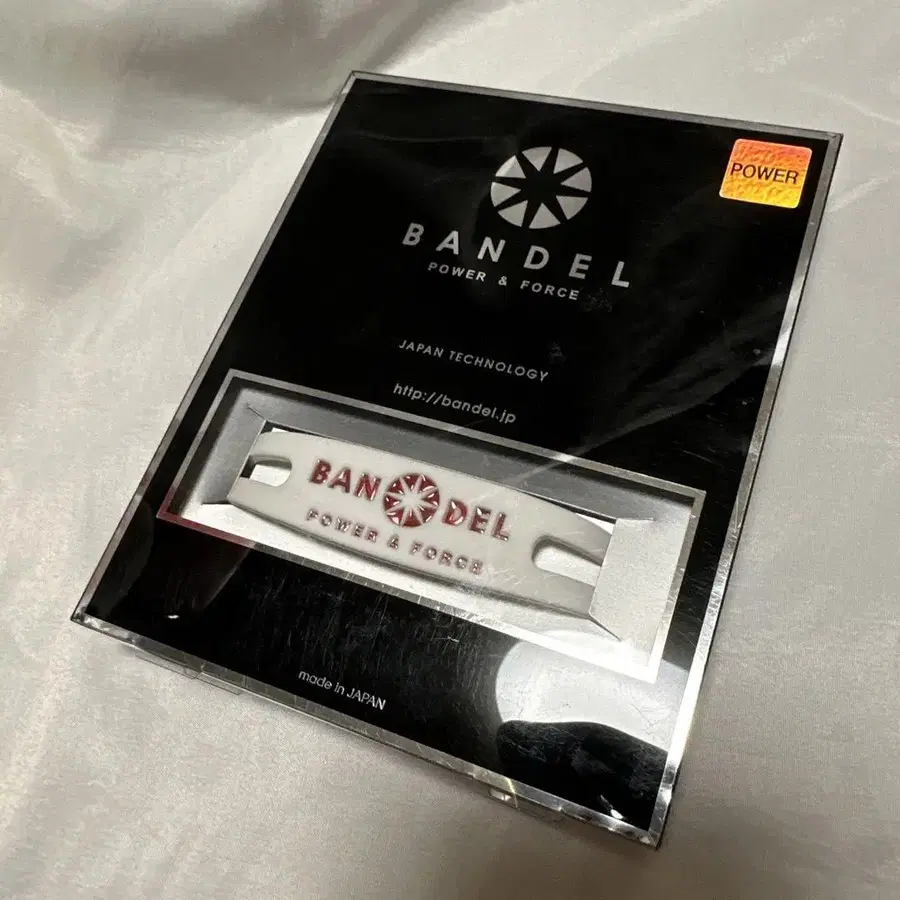 POWER
BANDEL
POWER & FORCE
JAPAN TECHNOLOGY
http://bandel.jp
BAN DEL
POWER & FORCE
made in JAPAN